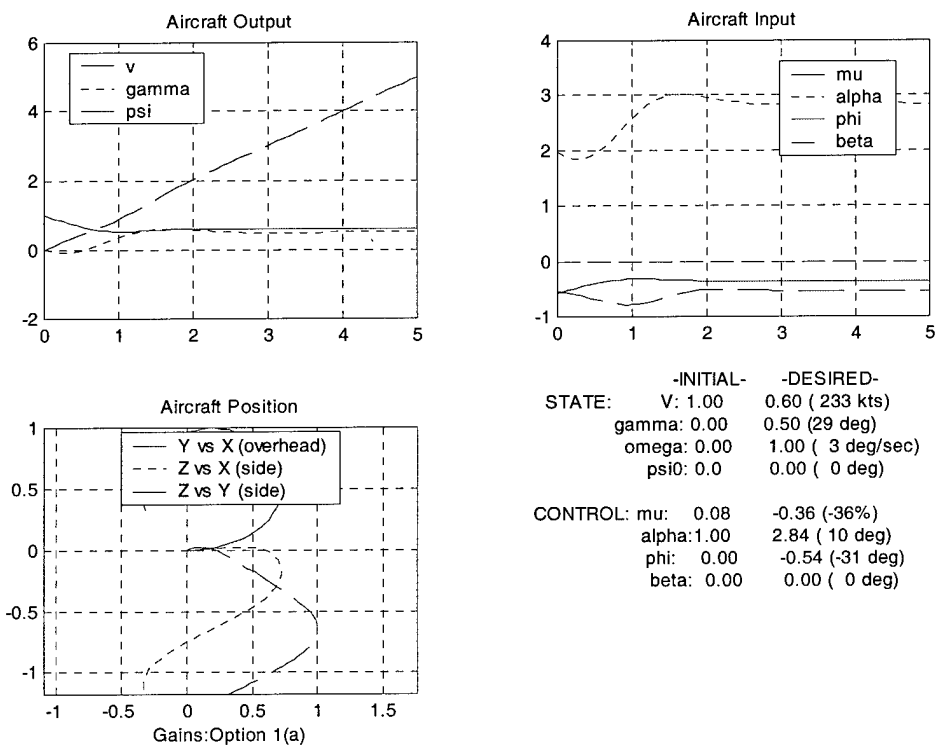 Aircraft Output
6
4
2
0
-2
0 1 2 3 4 5
v
gamma
psi
Aircraft Input
4
3
2
1
0
-1
0 1 2 3 4 5
mu
alpha
phi
beta
Aircraft Position
1
0.5
0
-0.5
-1
-1 -0.5 0 0.5 1 1.5
Y vs X (overhead)
Z vs X (side)
Z vs Y (side)
Gains:Option 1(a)
-INITIAL- -DESIRED-
STATE: V: 1.00 0.60 ( 233 kts)
gamma: 0.00 0.50 (29 deg)
omega: 0.00 1.00 ( 3 deg/sec)
psi0: 0.0 0.00 ( 0 deg)
CONTROL: mu: 0.08 -0.36 (-36%)
alpha:1.00 2.84 ( 10 deg)
phi: 0.00 -0.54 (-31 deg)
beta: 0.00 0.00 ( 0 deg)